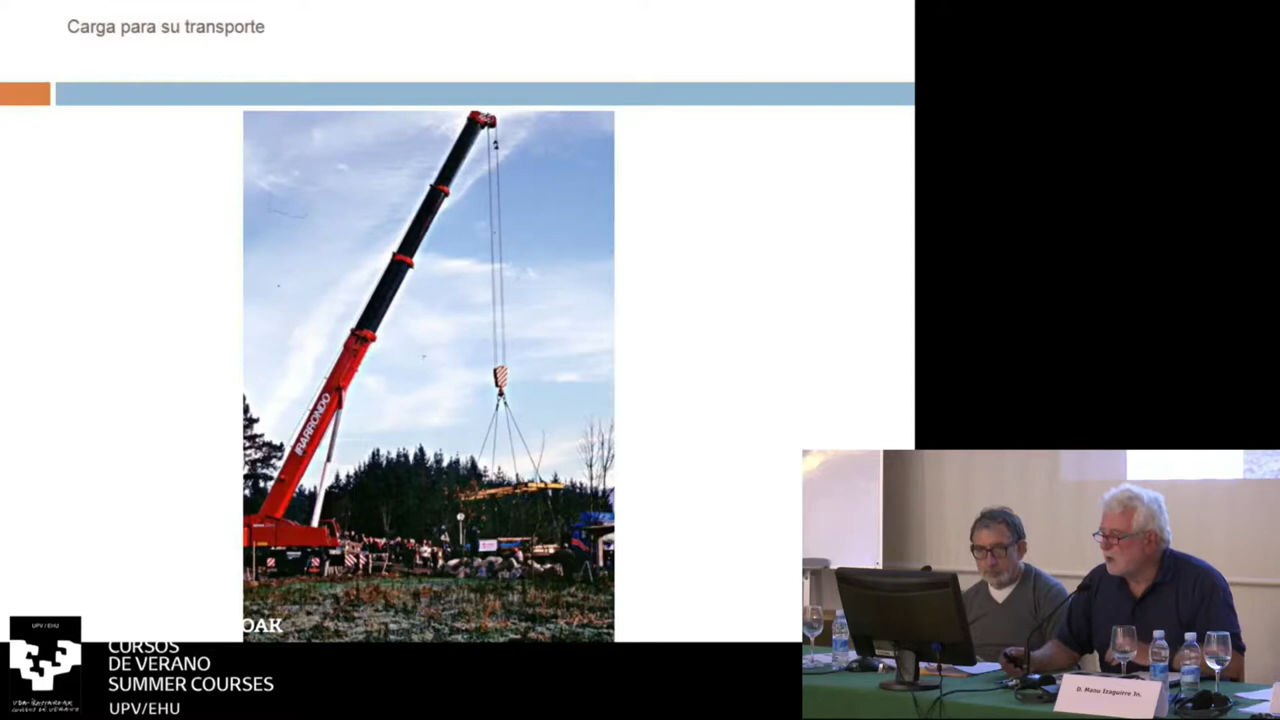 Carga para su transporte
IBARRONDO
OAK
UPV / EHU
UDA IKASTAROAK
CURSOS DE VERANO
CURSOS
DE VERANO
SUMMER COURSES
UPV/EHU
D. Manu Izaguirre Jn.